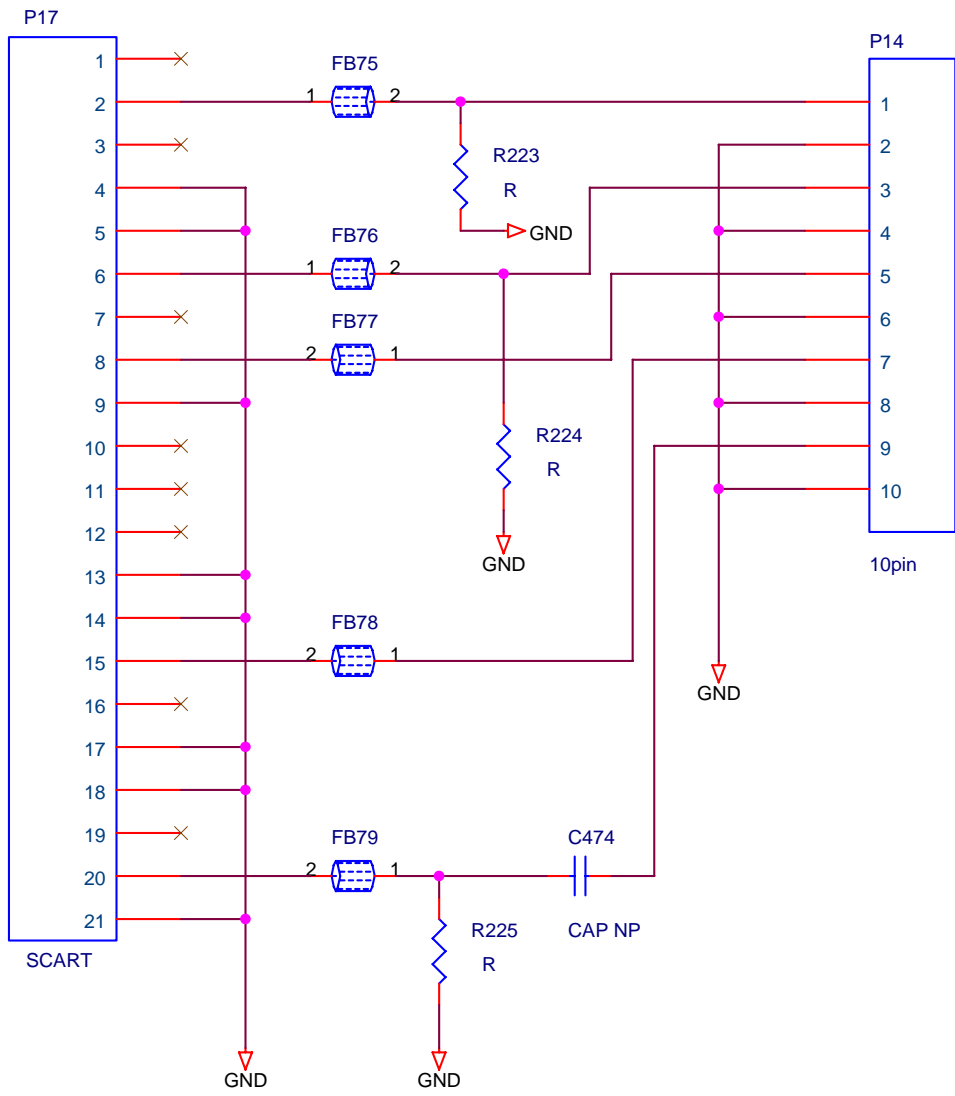 P17
P14
1
FB75
2
1
2
1
3
R223
2
R
4
3
GND
5
FB76
4
6
1
2
5
7
FB77
6
8
2
1
7
9
8
10
R224
9
R
11
10
12
GND
13
10pin
14
FB78
15
2
1
16
GND
17
18
19
FB79
C474
20
2
1
21
R225
CAP NP
R
SCART
GND
GND